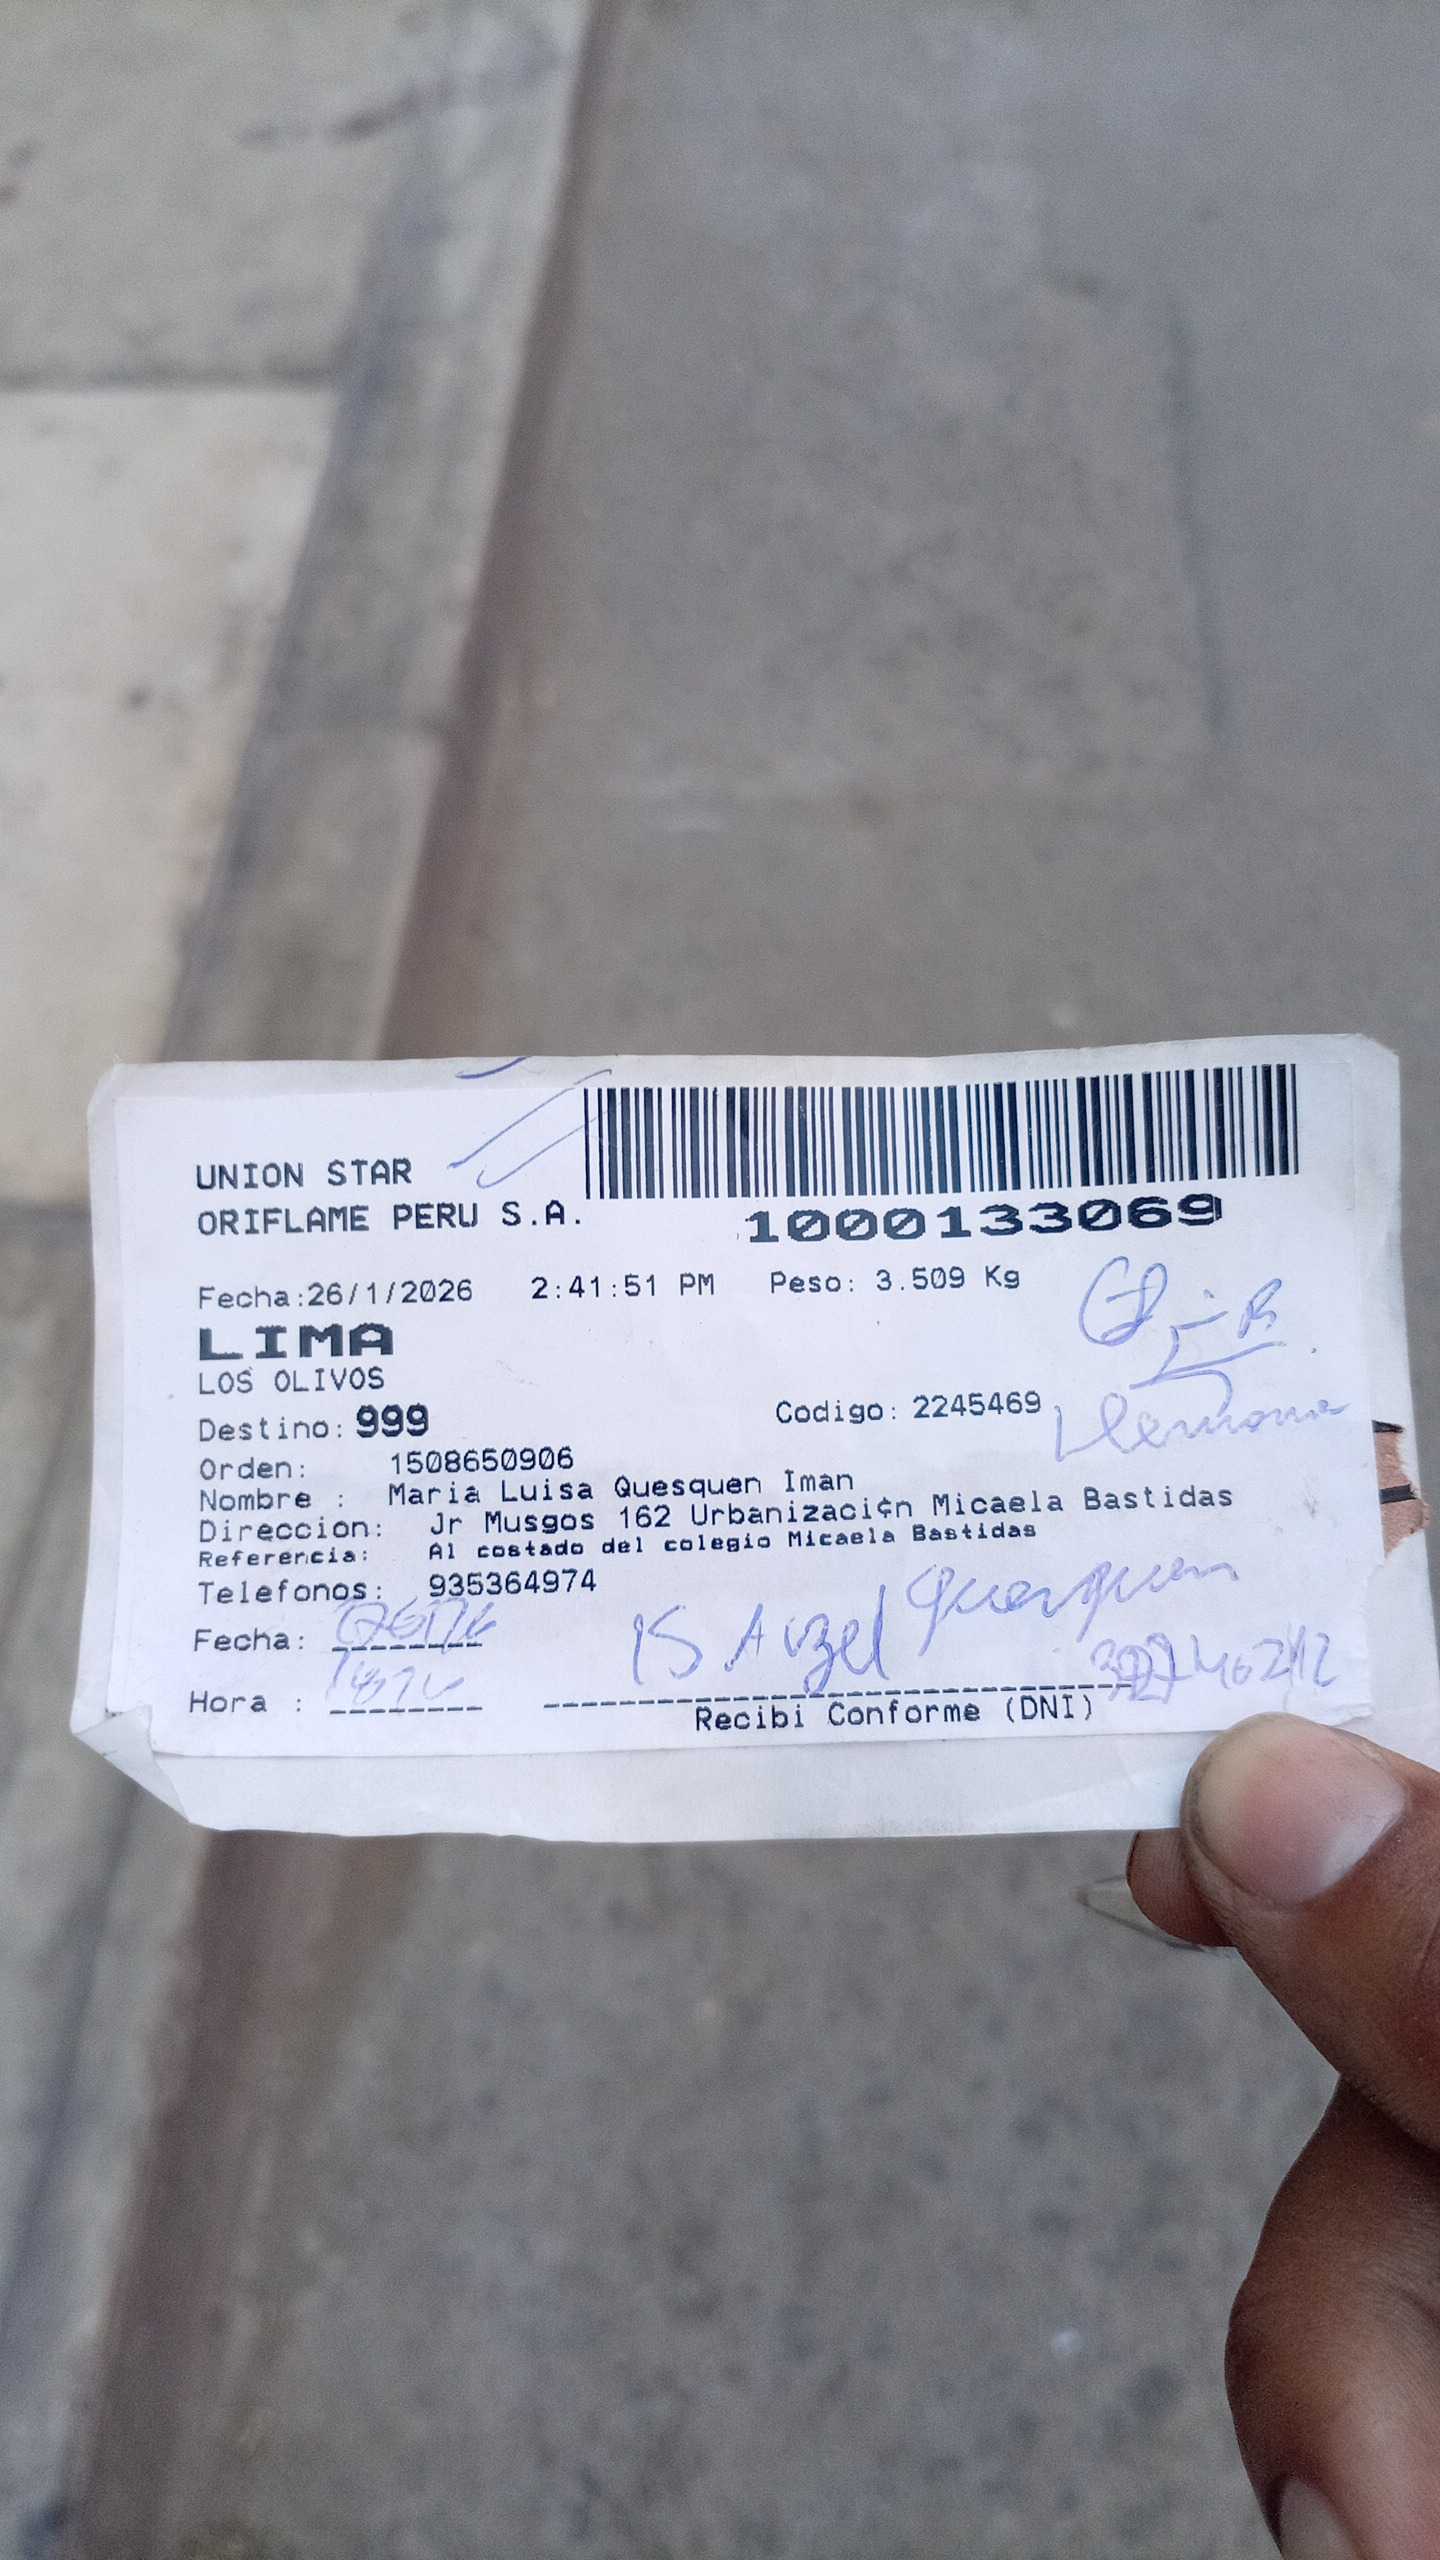 UNION STAR
ORIFLAME PERU S.A.
1000133069
Fecha:26/1/2026 2:41:51 PM Peso: 3.509 Kg
LIMA
LOS OLIVOS
Destino: 999 Codigo: 2245469
Orden: 1508650906
Nombre : Maria Luisa Quesquen Iman
Direccion: Jr Musgos 162 Urbanizaci¢n Micaela Bastidas
Referencia: Al costado del colegio Micaela Bastidas
Telefonos: 935364974
Hermana
Quesquen
Fecha:
Hora :
Recibi Conforme (DNI)